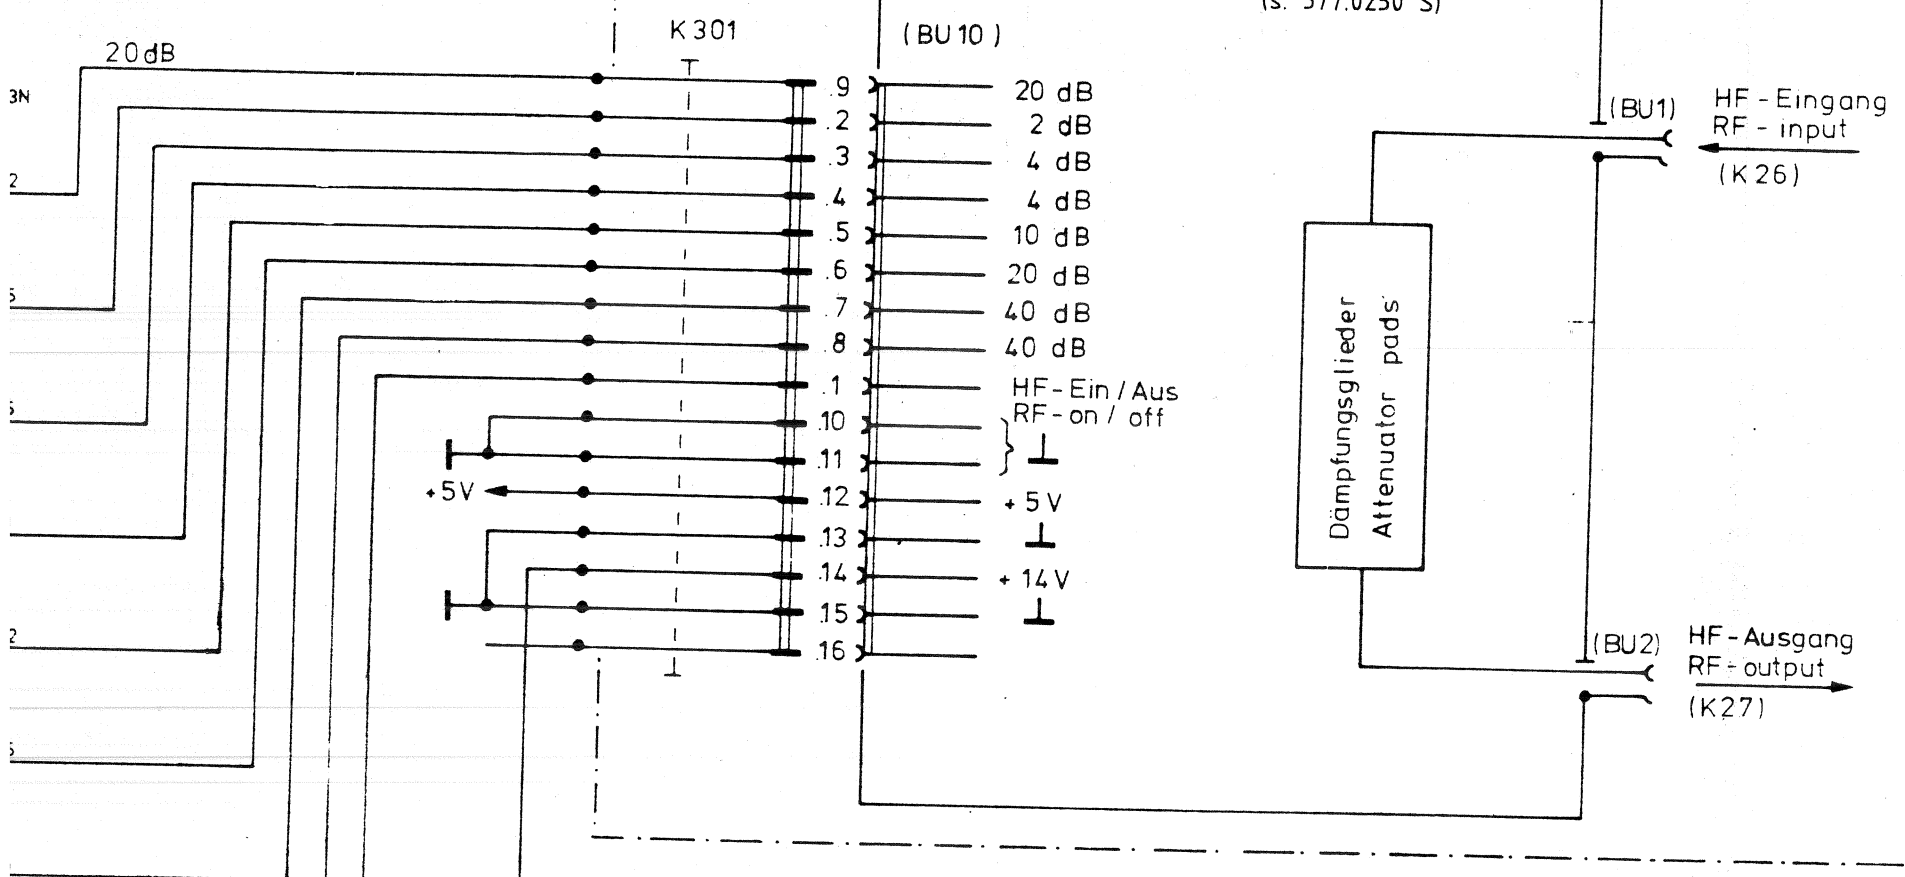 K301
(BU10)
20dB
3N
.9 20 dB
.2 2 dB
.3 4 dB
2
.4 4 dB
.5 10 dB
.6 20 dB
.7 40 dB
.8 40 dB
.1 HF-Ein / Aus
RF-on / off
.10
.11
+5V
.12 + 5V
.13
.14 + 14V
.15
.16
2
(BU1)
HF-Eingang
RF-input
(K26)
Dämpfungsglieder
Attenuator pads
(BU2)
HF-Ausgang
RF-output
(K27)